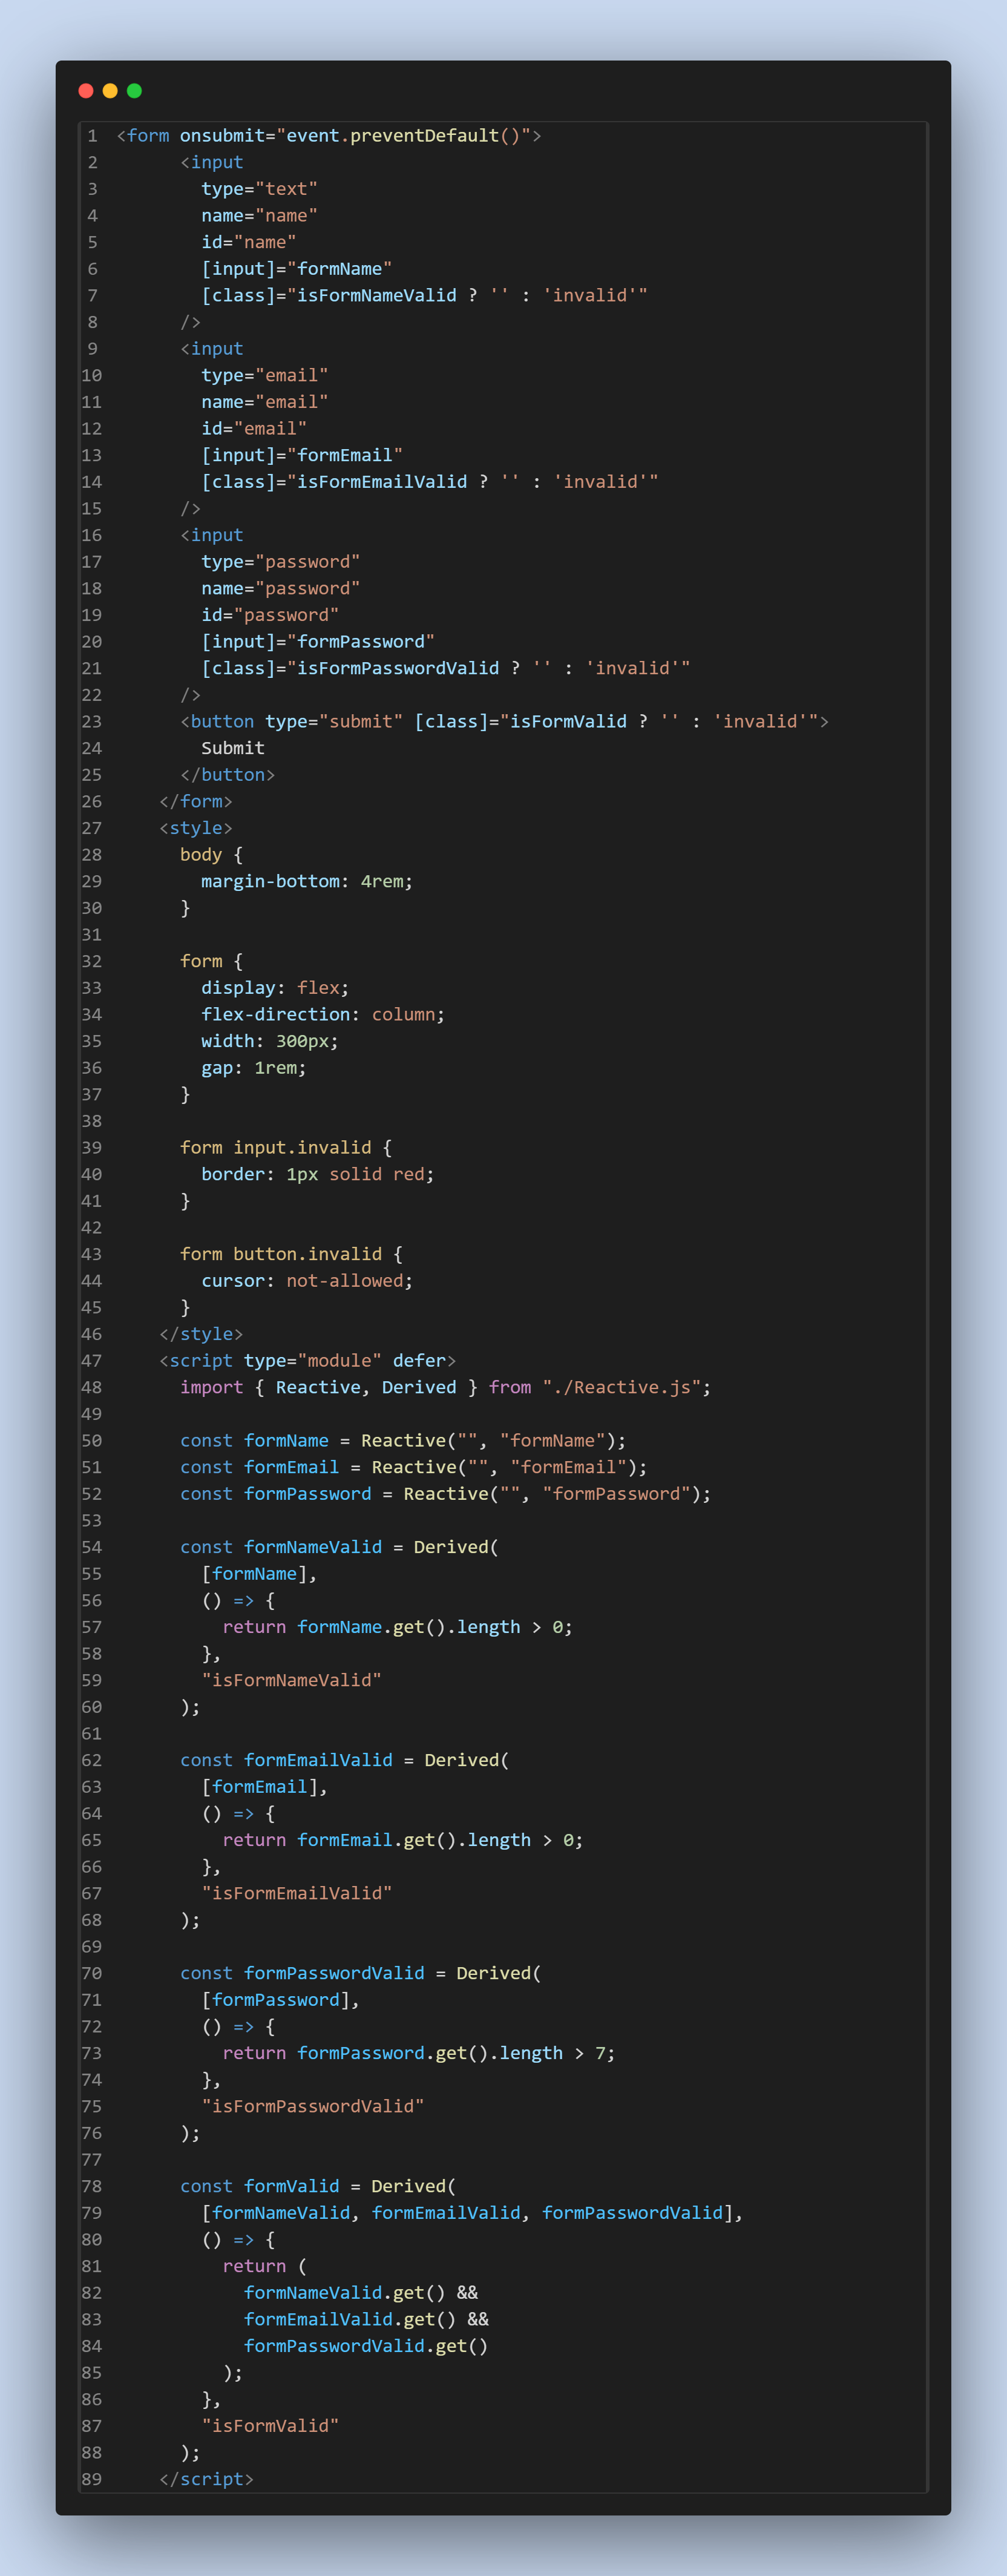 1 <form onsubmit="event.preventDefault()">
2       <input
3         type="text"
4         name="name"
5         id="name"
6         [input]="formName"
7         [class]="isFormNameValid ? '' : 'invalid'"
8       />
9       <input
10         type="email"
11         name="email"
12         id="email"
13         [input]="formEmail"
14         [class]="isFormEmailValid ? '' : 'invalid'"
15       />
16       <input
17         type="password"
18         name="password"
19         id="password"
20         [input]="formPassword"
21         [class]="isFormPasswordValid ? '' : 'invalid'"
22       />
23       <button type="submit" [class]="isFormValid ? '' : 'invalid'">
24         Submit
25       </button>
26     </form>
27     <style>
28       body {
29         margin-bottom: 4rem;
30       }
31
32       form {
33         display: flex;
34         flex-direction: column;
35         width: 300px;
36         gap: 1rem;
37       }
38
39       form input.invalid {
40         border: 1px solid red;
41       }
42
43       form button.invalid {
44         cursor: not-allowed;
45       }
46     </style>
47     <script type="module" defer>
48       import { Reactive, Derived } from "./Reactive.js";
49
50       const formName = Reactive("", "formName");
51       const formEmail = Reactive("", "formEmail");
52       const formPassword = Reactive("", "formPassword");
53
54       const formNameValid = Derived(
55         [formName],
56         () => {
57           return formName.get().length > 0;
58         },
59         "isFormNameValid"
60       );
61
62       const formEmailValid = Derived(
63         [formEmail],
64         () => {
65           return formEmail.get().length > 0;
66         },
67         "isFormEmailValid"
68       );
69
70       const formPasswordValid = Derived(
71         [formPassword],
72         () => {
73           return formPassword.get().length > 7;
74         },
75         "isFormPasswordValid"
76       );
77
78       const formValid = Derived(
79         [formNameValid, formEmailValid, formPasswordValid],
80         () => {
81           return (
82             formNameValid.get() &&
83             formEmailValid.get() &&
84             formPasswordValid.get()
85           );
86         },
87         "isFormValid"
88       );
89     </script>